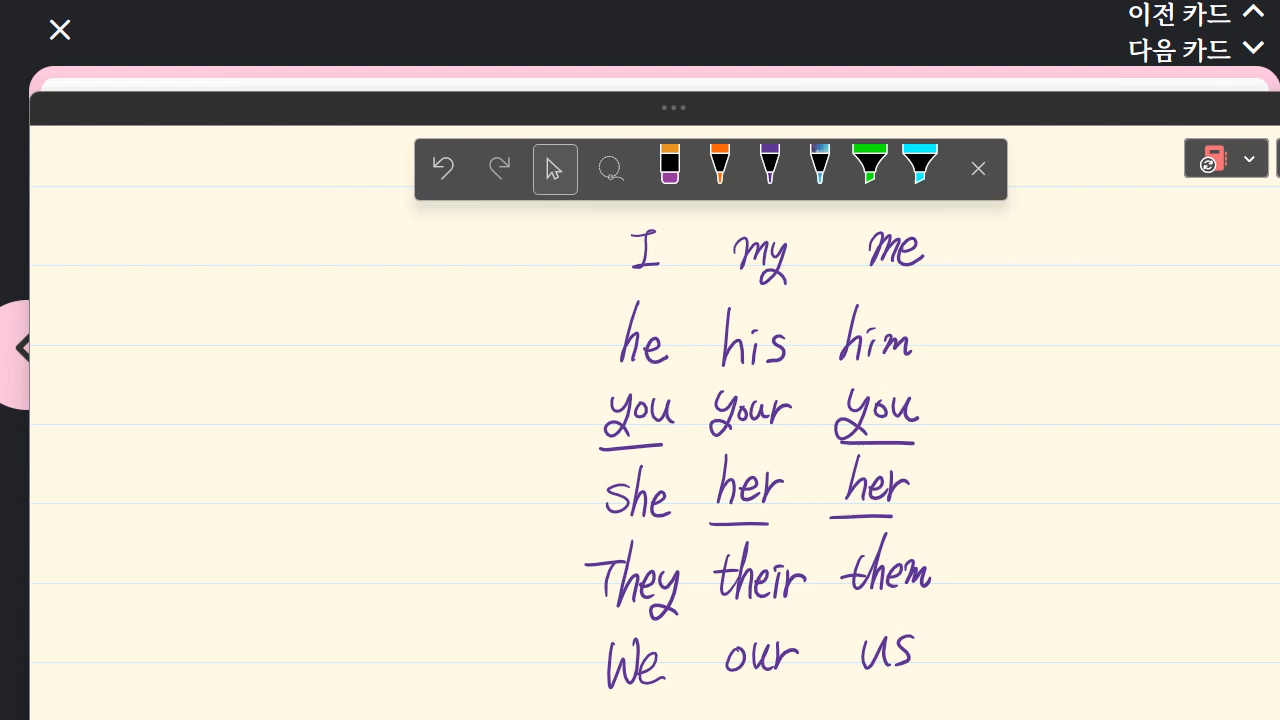 이전 카드
다음 카드
I my me
he his him
you your you
she her her
They their them
We our us